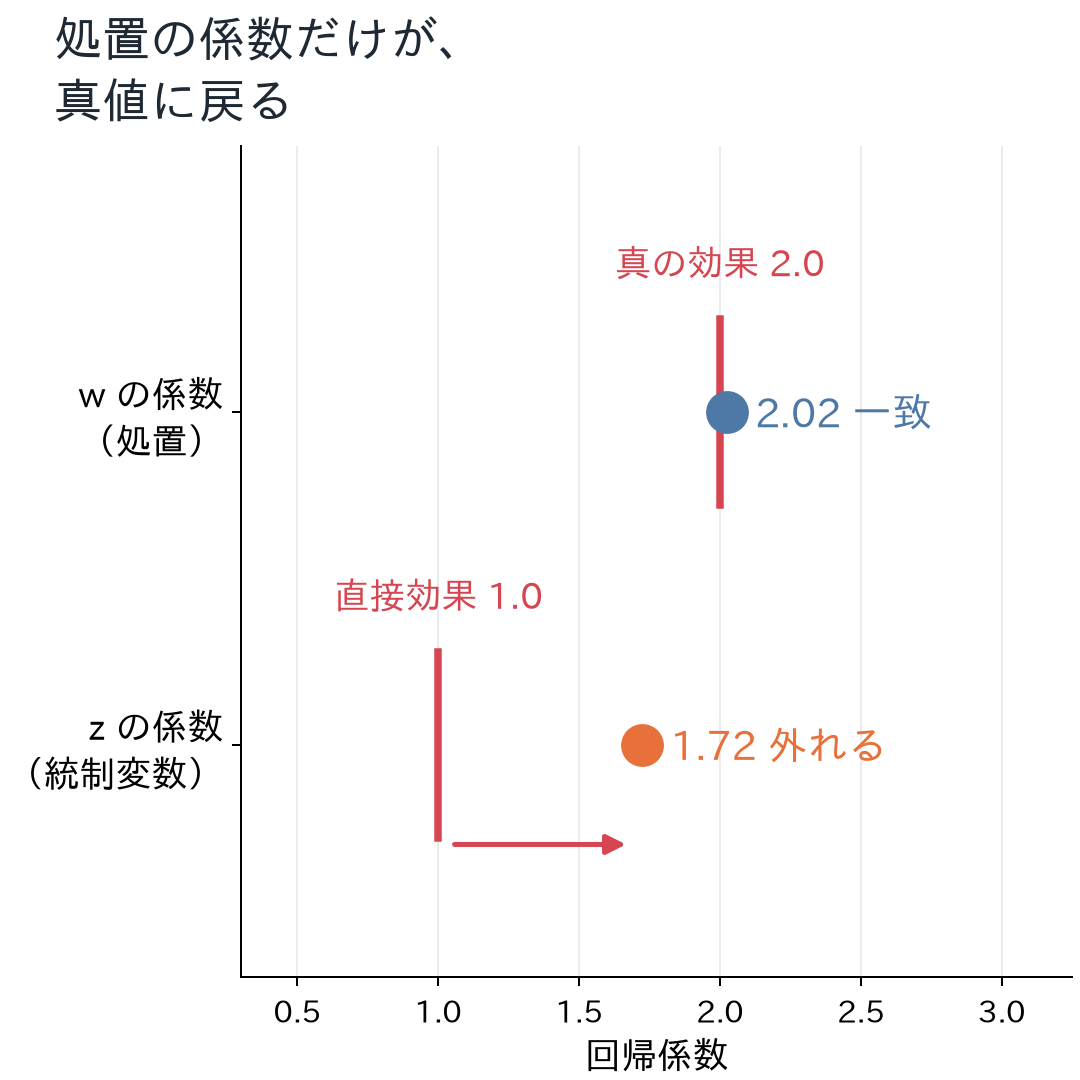 処置の係数だけが、
真値に戻る
真の効果 2.0
w の係数
（処置）
2.02 一致
直接効果 1.0
z の係数
（統制変数）
1.72 外れる
0.5 1.0 1.5 2.0 2.5 3.0
回帰係数